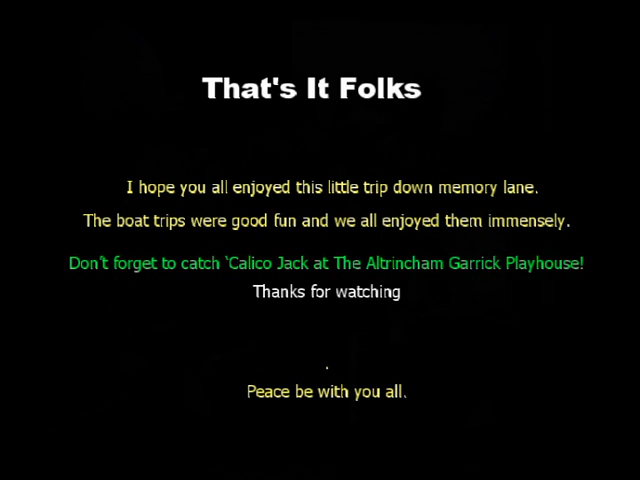 That's It Folks
I hope you all enjoyed this little trip down memory lane.
The boat trips were good fun and we all enjoyed them immensely.
Don't forget to catch ‘Calico Jack at The Altrincham Garrick Playhouse!
Thanks for watching
.
Peace be with you all.